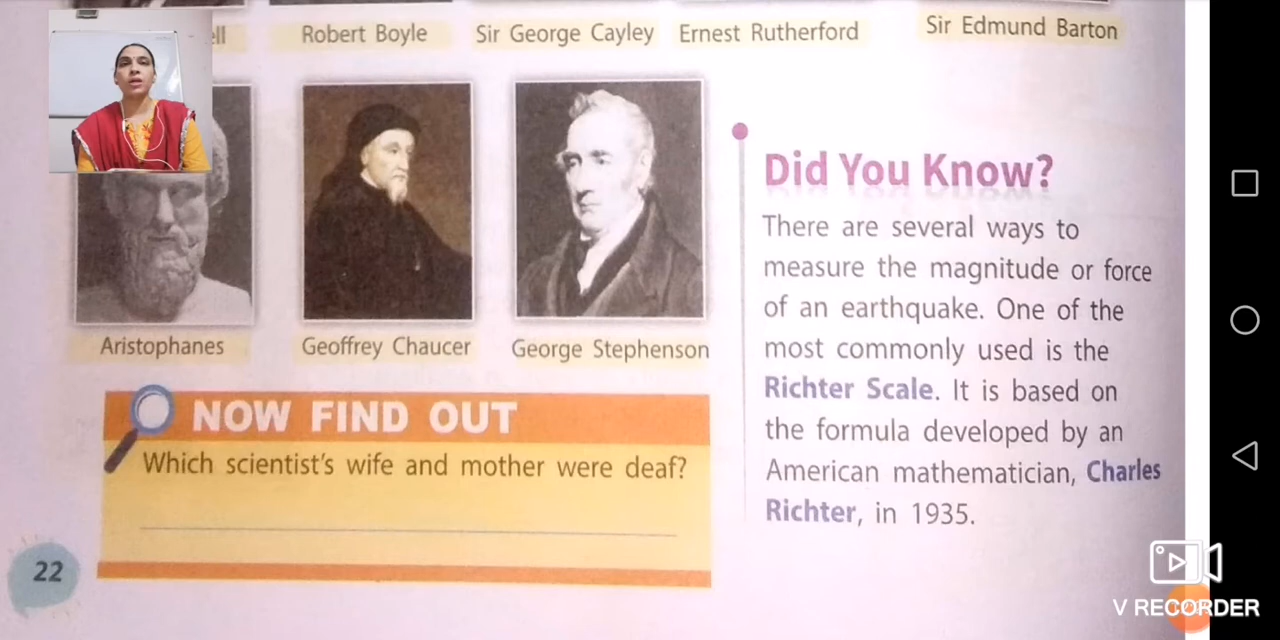 ell
Robert Boyle
Sir George Cayley
Ernest Rutherford
Sir Edmund Barton
Aristophanes
Geoffrey Chaucer
George Stephenson
NOW FIND OUT
Which scientist's wife and mother were deaf?
22
Did You Know?
There are several ways to
measure the magnitude or force
of an earthquake. One of the
most commonly used is the
Richter Scale. It is based on
the formula developed by an
American mathematician, Charles
Richter, in 1935.
V RECORDER